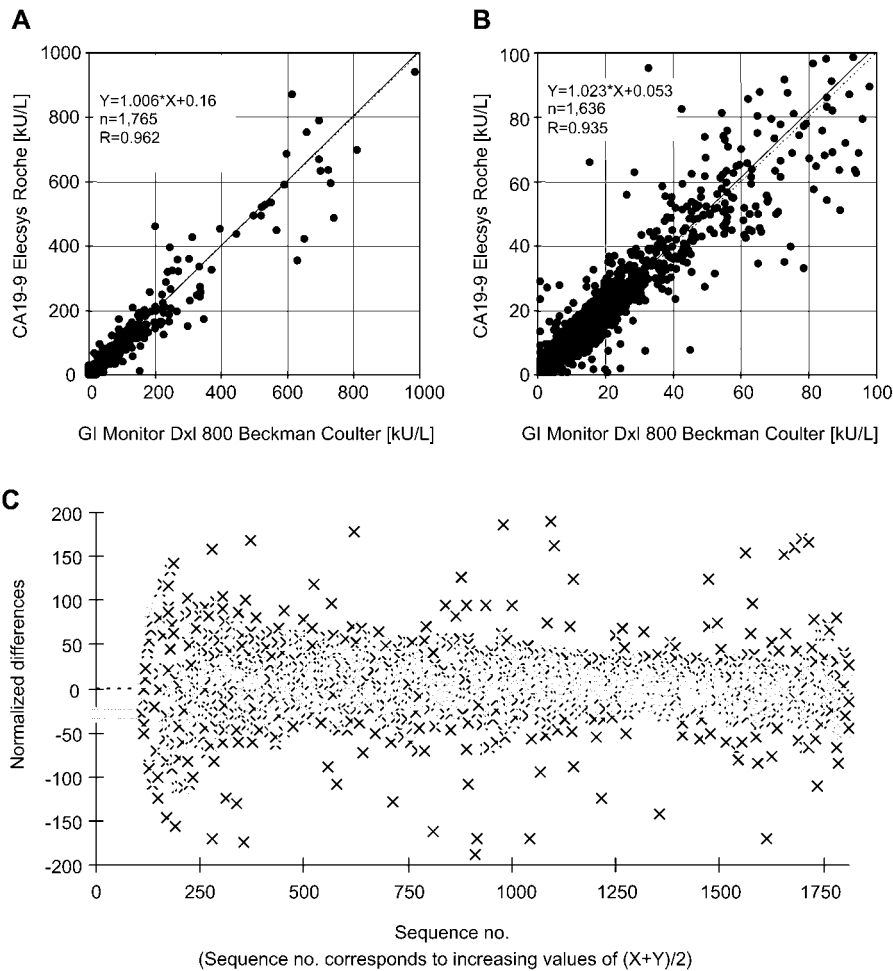 A
1000
800
600
400
200
0
CA19-9 Elecsys Roche [kU/L]
Y=1.006*X+0.16
n=1,765
R=0.962
0 200 400 600 800 1000
GI Monitor DxI 800 Beckman Coulter [kU/L]
B
100
80
60
40
20
0
CA19-9 Elecsys Roche [kU/L]
Y=1.023*X+0.053
n=1,636
R=0.935
0 20 40 60 80 100
GI Monitor DxI 800 Beckman Coulter [kU/L]
C
200
150
100
50
0
-50
-100
-150
-200
Normalized differences
0 250 500 750 1000 1250 1500 1750
Sequence no.
(Sequence no. corresponds to increasing values of (X+Y)/2)